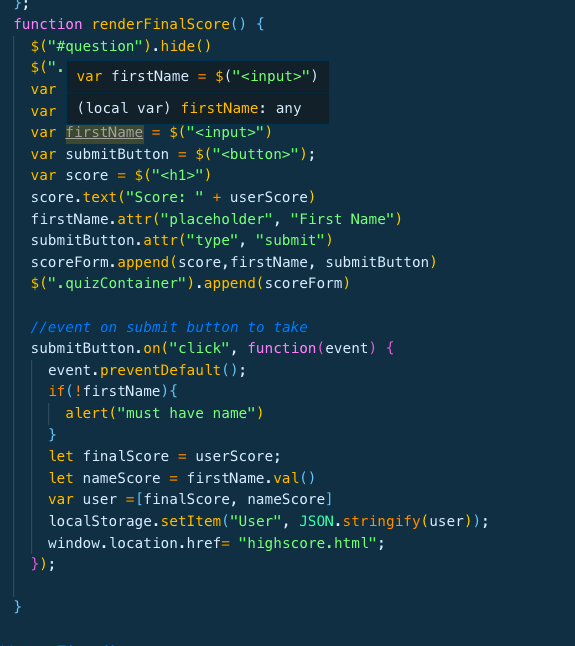 };
function renderFinalScore() {
$("#question").hide()
$(".
var firstName = $("<input>")
var
(local var) firstName: any
var
var firstName = $("<input>")
var submitButton = $("<button>");
var score = $("<h1>")
score.text("Score: " + userScore)
firstName.attr("placeholder", "First Name")
submitButton.attr("type", "submit")
scoreForm.append(score,firstName, submitButton)
$(".quizContainer").append(scoreForm)
//event on submit button to take
submitButton.on("click", function(event) {
event.preventDefault();
if(!firstName){
alert("must have name")
}
let finalScore = userScore;
let nameScore = firstName.val()
var user =[finalScore, nameScore]
localStorage.setItem("User", JSON.stringify(user));
window.location.href= "highscore.html";
});
}